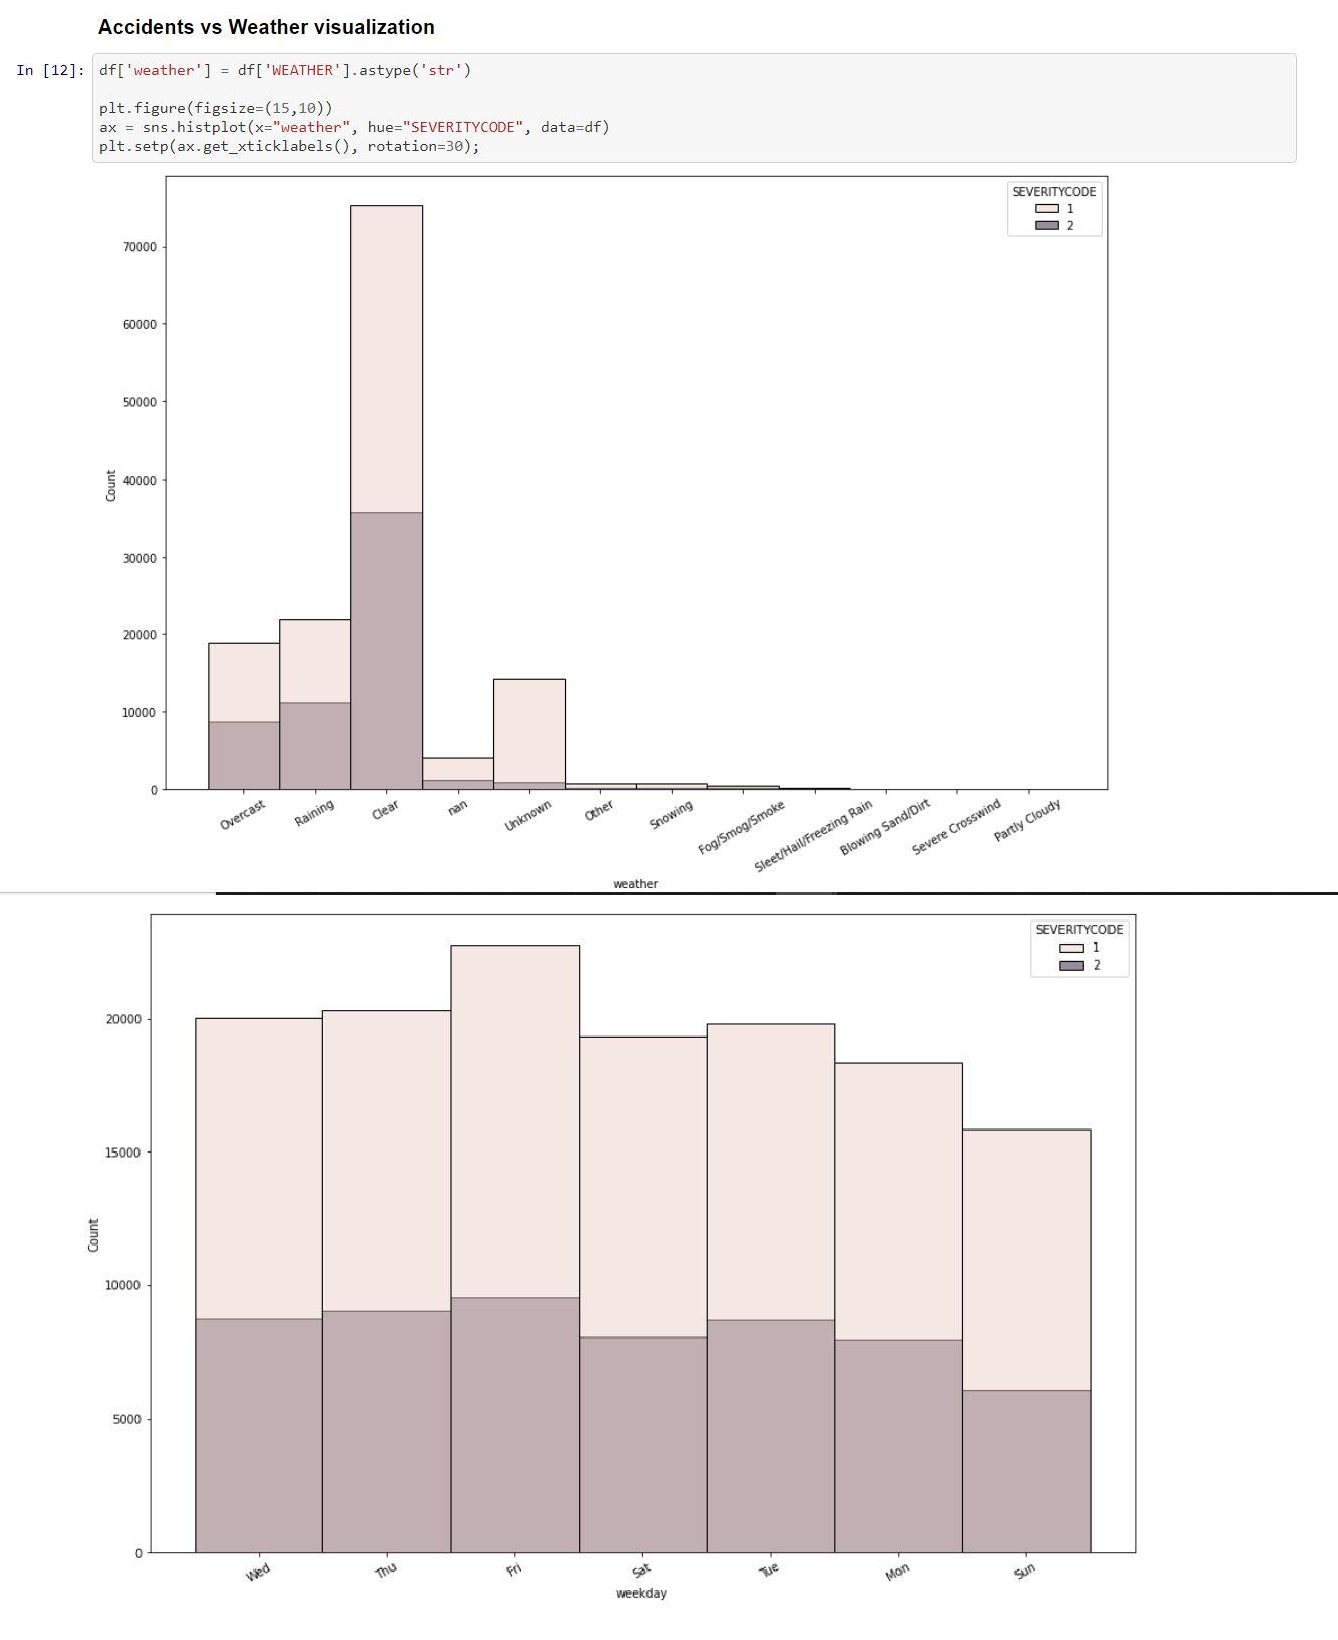 Accidents vs Weather visualization
In [12]:
df['weather'] = df['WEATHER'].astype('str')
plt.figure(figsize=(15,10))
ax = sns.histplot(x="weather", hue="SEVERITYCODE", data=df)
plt.setp(ax.get_xticklabels(), rotation=30);
SEVERITYCODE
1
2
70000
60000
50000
40000
30000
20000
10000
0
Count
Overcast
Raining
Clear
nan
Unknown
Other
Snowing
Fog/Smog/Smoke
Sleet/Hail/Freezing Rain
Blowing Sand/Dirt
Severe Crosswind
Partly Cloudy
weather
SEVERITYCODE
1
2
20000
15000
10000
5000
0
Count
Wed
Thu
Fri
Sat
Tue
Mon
Sun
weekday